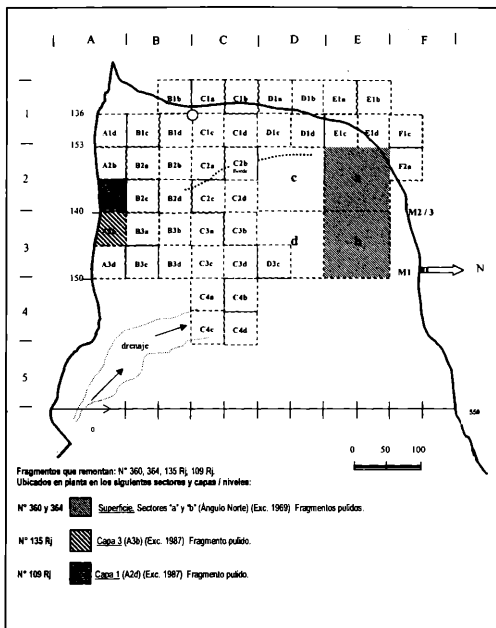 A B C D E F
B1b C1a C1b D1a D1b E1a E1b
1 136 A1d B1c B1d C1c C1d D1c D1d E1c E1d F1c
153
A2b B2a B2b C2a C2b F2a
2 c a
B2c B2d C2c C2d
140 M2 / 3
B3a B3b C3a C3b
3 d b
A3d B3c B3d C3c C3d D3c M1 N
150
C4a C4b
4
drenaje C4c C4d
5
0 550
0 50 100
Fragmentos que remontan: N° 360, 364, 135 Rj, 109 Rj.
Ubicados en planta en los siguientes sectores y capas / niveles:
N° 360 y 364 Superficie. Sectores "a" y "b" (Ángulo Norte) (Exc. 1969) Fragmentos pulidos.
N° 135 Rj Capa 3 (A3b) (Exc. 1987) Fragmento pulido.
N° 109 Rj Capa 1 (A2d) (Exc. 1987) Fragmento pulido.